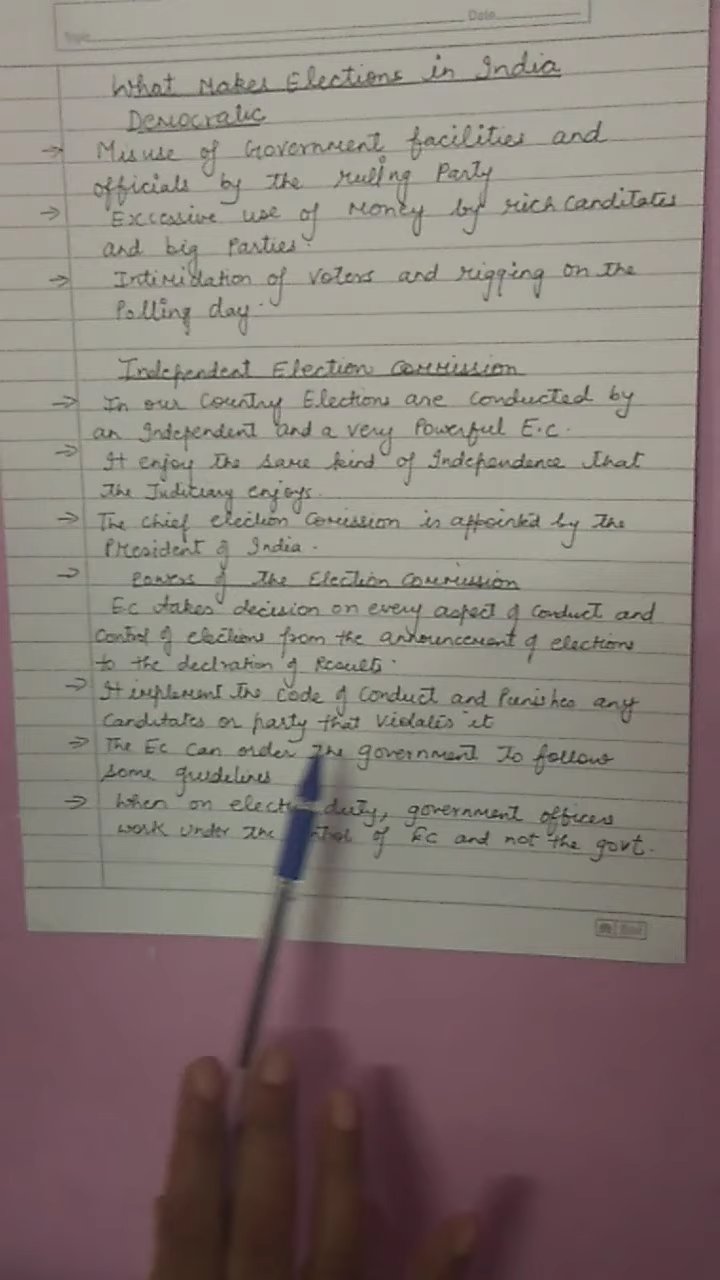 Date
What Makes Elections in India
Democratic
→ Misuse of Government facilities and
officials by the ruling Party
→ Excessive use of Money by rich canditates
and big Parties.
→ Intimidation of Voters and rigging on the
Polling day.
Independent Election Commission
→ In our Country Elections are conducted by
an Independent and a very Powerful E.C.
→ It enjoy the same kind of Independence that
the Juditiary enjoys.
→ The chief election Comission is appointed by the
President of India.
→ Powers of the Election Commission
EC takes decision on every aspect of conduct and
control of elections from the announcement of elections
to the declration of Results.
→ It implement the code of Conduct and Punishes any
Candutates or party that violates it
→ The EC can order the government to follow
some guidelines
→ When on duty, government officers
work under the of EC and not the govt.